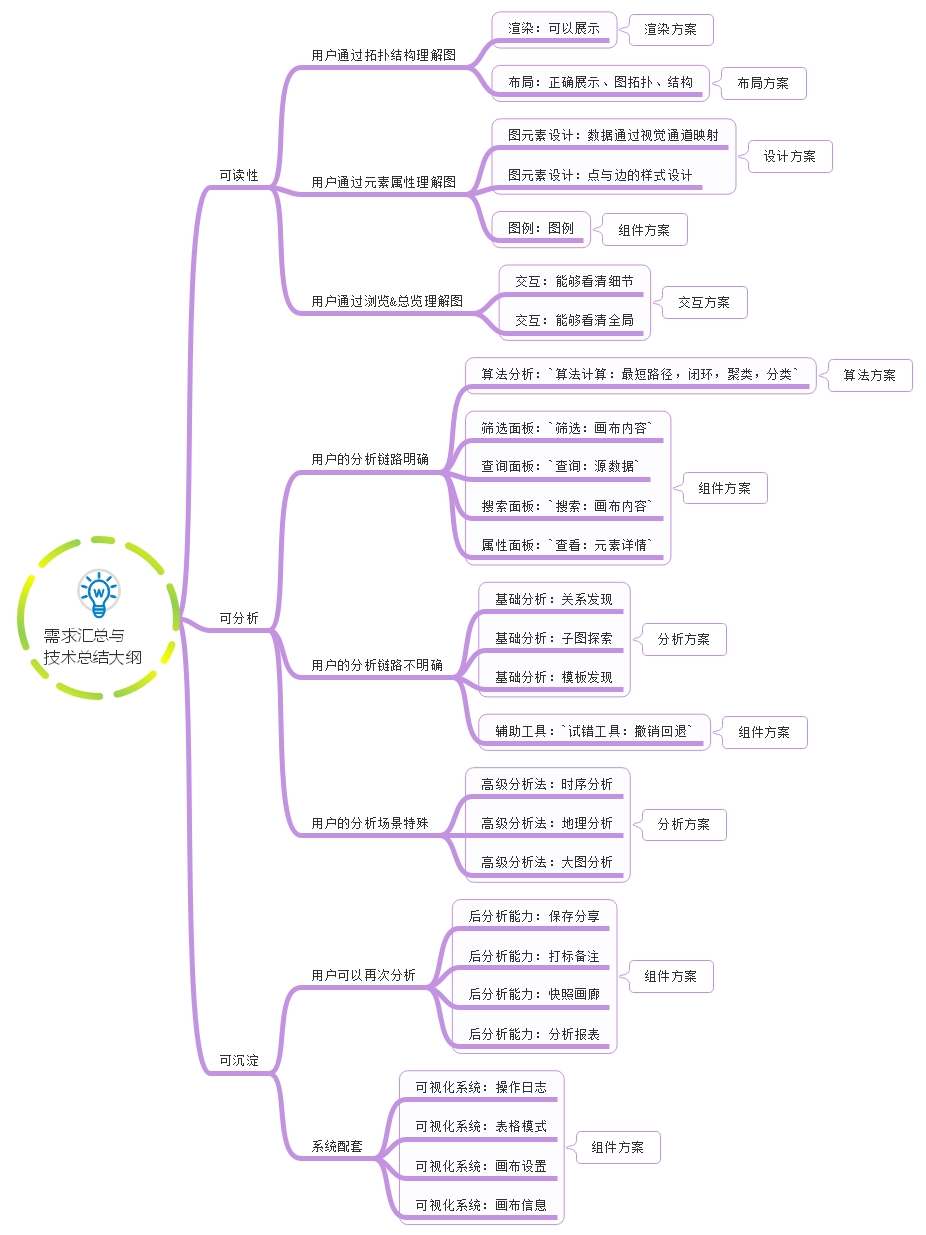 需求汇总与
技术总结大纲
可读性
用户通过拓扑结构理解图
渲染：可以展示
渲染方案
布局：正确展示、图拓扑、结构
布局方案
用户通过元素属性理解图
图元素设计：数据通过视觉通道映射
图元素设计：点与边的样式设计
设计方案
图例：图例
组件方案
用户通过浏览&总览理解图
交互：能够看清细节
交互：能够看清全局
交互方案
可分析
用户的分析链路明确
算法分析：`算法计算：最短路径，闭环，聚类，分类`
算法方案
筛选面板：`筛选：画布内容`
查询面板：`查询：源数据`
搜索面板：`搜索：画布内容`
属性面板：`查看：元素详情`
组件方案
用户的分析链路不明确
基础分析：关系发现
基础分析：子图探索
基础分析：模板发现
分析方案
辅助工具：`试错工具：撤销回退`
组件方案
用户的分析场景特殊
高级分析法：时序分析
高级分析法：地理分析
高级分析法：大图分析
分析方案
可沉淀
用户可以再次分析
后分析能力：保存分享
后分析能力：打标备注
后分析能力：快照画廊
后分析能力：分析报表
组件方案
系统配套
可视化系统：操作日志
可视化系统：表格模式
可视化系统：画布设置
可视化系统：画布信息
组件方案
W